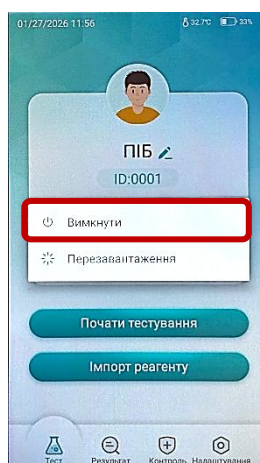 01/27/2026 11:56 32.7℃ 33%
ПІБ
ID:0001
Вимкнути
Перезавантаження
Почати тестування
Імпорт реагенту
Тест Результат Контроль Налаштування